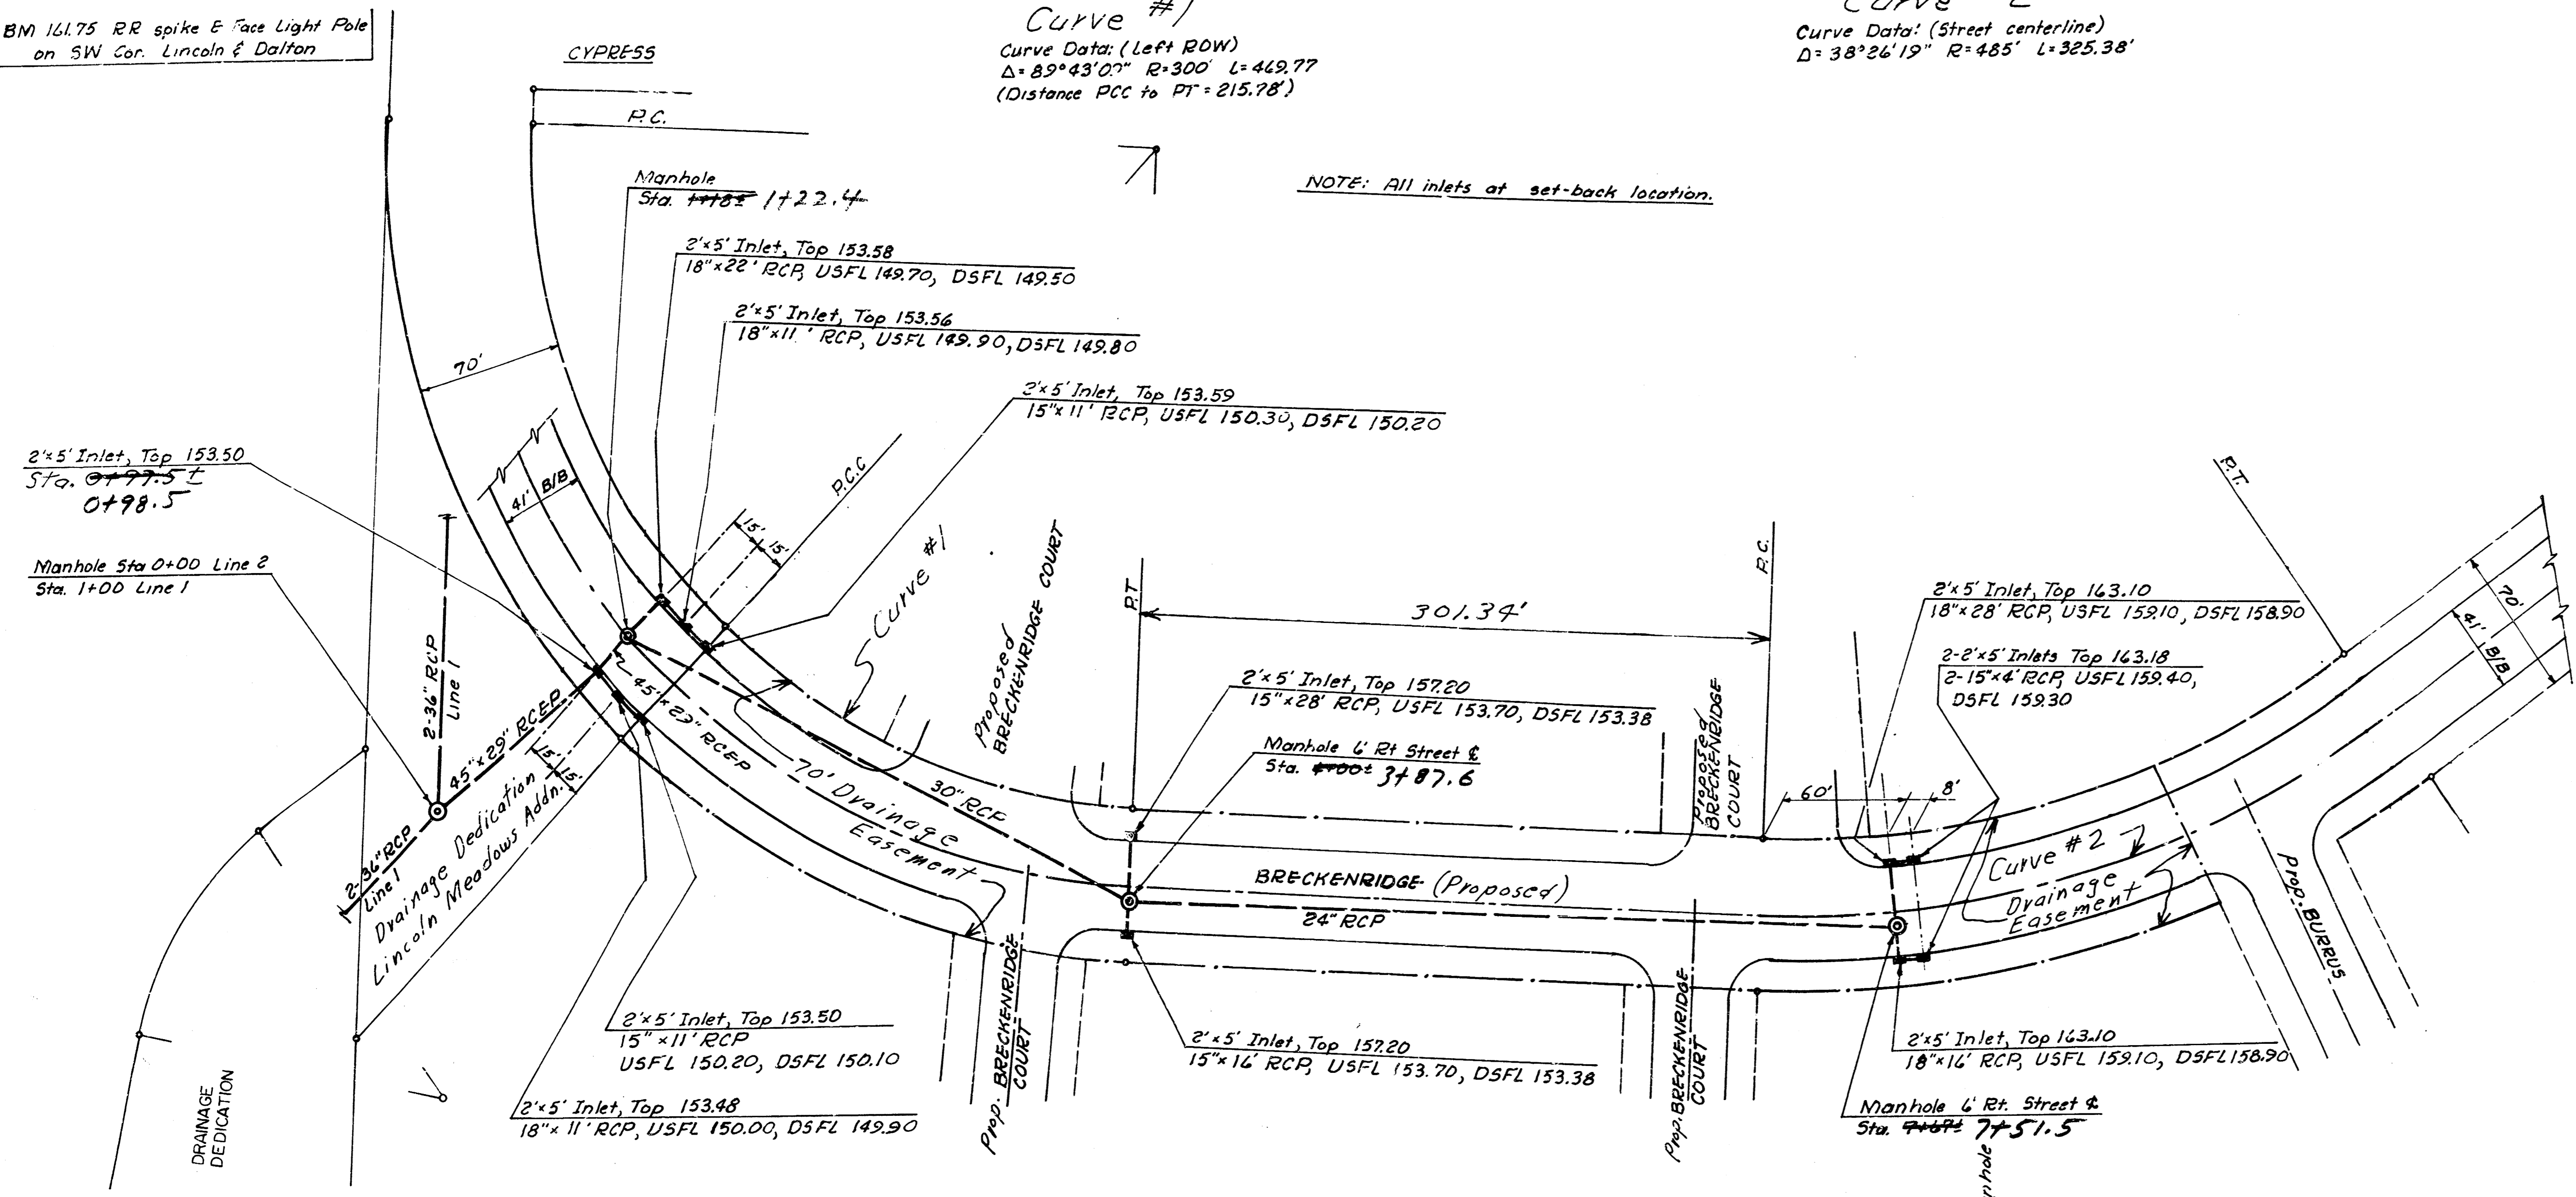 BM 161.75 RR spike E Face Light Pole
on SW Cor. Lincoln & Dalton
CYPRESS
P.C.
Curve #1
Curve Data: (Left ROW)
Δ= 89°43'0 " R=300' L=469.77
(Distance PCC to PT = 215.78')
Curve
Curve Data: (Street centerline)
Δ= 38°26'19" R=485' L=325.38'
NOTE: All inlets at set-back location.
Manhole
Sta. 1+18± 1+22.4
2'x5' Inlet, Top 153.58
18"x22' RCP, USFL 149.70, DSFL 149.50
2'x5' Inlet, Top 153.56
18"x11' RCP, USFL 149.90, DSFL 149.80
2'x5' Inlet, Top 153.59
15"x11' RCP, USFL 150.30, DSFL 150.20
70'
2'x5' Inlet, Top 153.50
Sta. 0+97.5±
0+98.5
Manhole Sta 0+00 Line 2
Sta. 1+00 Line 1
41' B/B
P.C.C
15'
15'
Curve #1
Proposed
BRECKENRIDGE COURT
P.T
301.34'
P.C.
P.T.
2-36" RCP
Line 1
45"x29" RCEP
45"x29" RCEP
15'
15'
2-36" RCP
Line 1
Drainage Dedication
Lincoln Meadows Addn.
70' Drainage
Easement
30" RCP
2'x5' Inlet, Top 157.20
15"x28' RCP, USFL 153.70, DSFL 153.38
Manhole 6' Rt Street ℄
Sta. 4+00± 3+87.6
Proposed
BRECKENRIDGE
COURT
60'
8'
2'x5' Inlet, Top 163.10
18"x28' RCP, USFL 159.10, DSFL 158.90
2-2'x5' Inlets Top 163.18
2-15"x4' RCP, USFL 159.40,
DSFL 159.30
70'
41' B/B
BRECKENRIDGE (Proposed)
24" RCP
Curve #2
Drainage
Easement
Prop. BURRUS
2'x5' Inlet, Top 153.50
15"x11' RCP
USFL 150.20, DSFL 150.10
2'x5' Inlet, Top 153.48
18"x11' RCP, USFL 150.00, DSFL 149.90
Prop. BRECKENRIDGE
COURT
2'x5' Inlet, Top 157.20
15"x16' RCP, USFL 153.70, DSFL 153.38
Prop. BRECKENRIDGE
COURT
2'x5' Inlet, Top 163.10
18"x16' RCP, USFL 159.10, DSFL 158.90
Manhole 6' Rt. Street ℄
Sta. 7+67± 7+51.5
DRAINAGE
DEDICATION
nhole